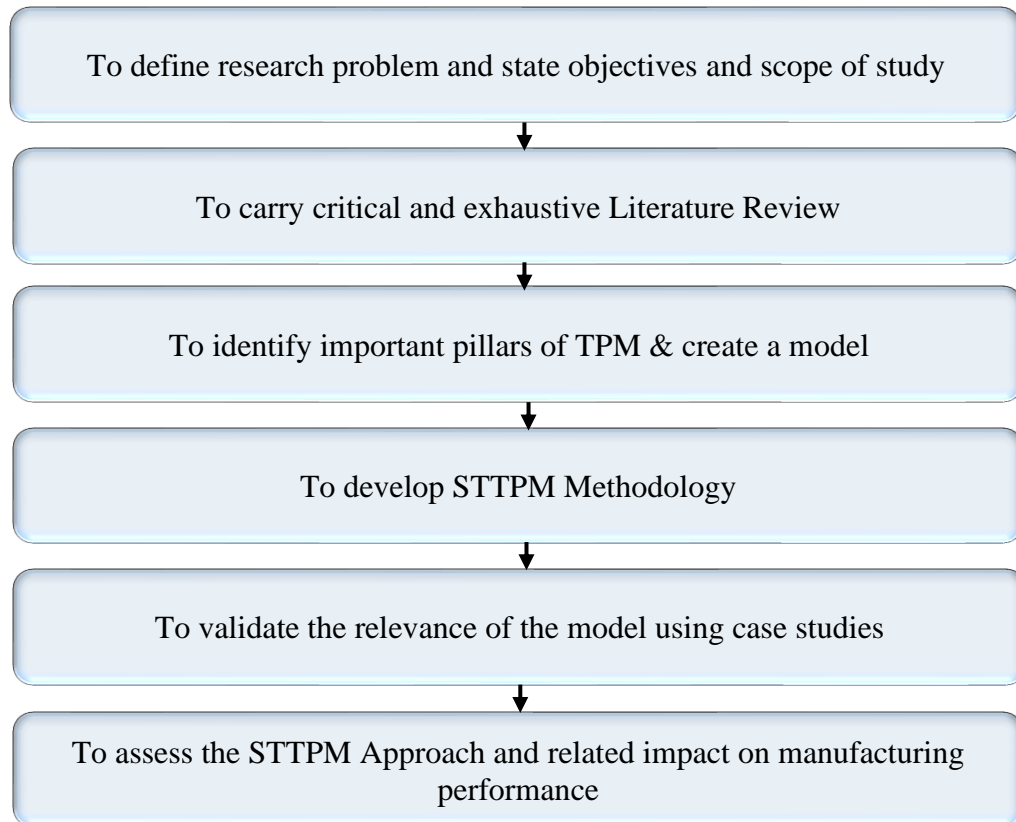 To define research problem and state objectives and scope of study
To carry critical and exhaustive Literature Review
To identify important pillars of TPM & create a model
To develop STTPM Methodology
To validate the relevance of the model using case studies
To assess the STTPM Approach and related impact on manufacturing
performance